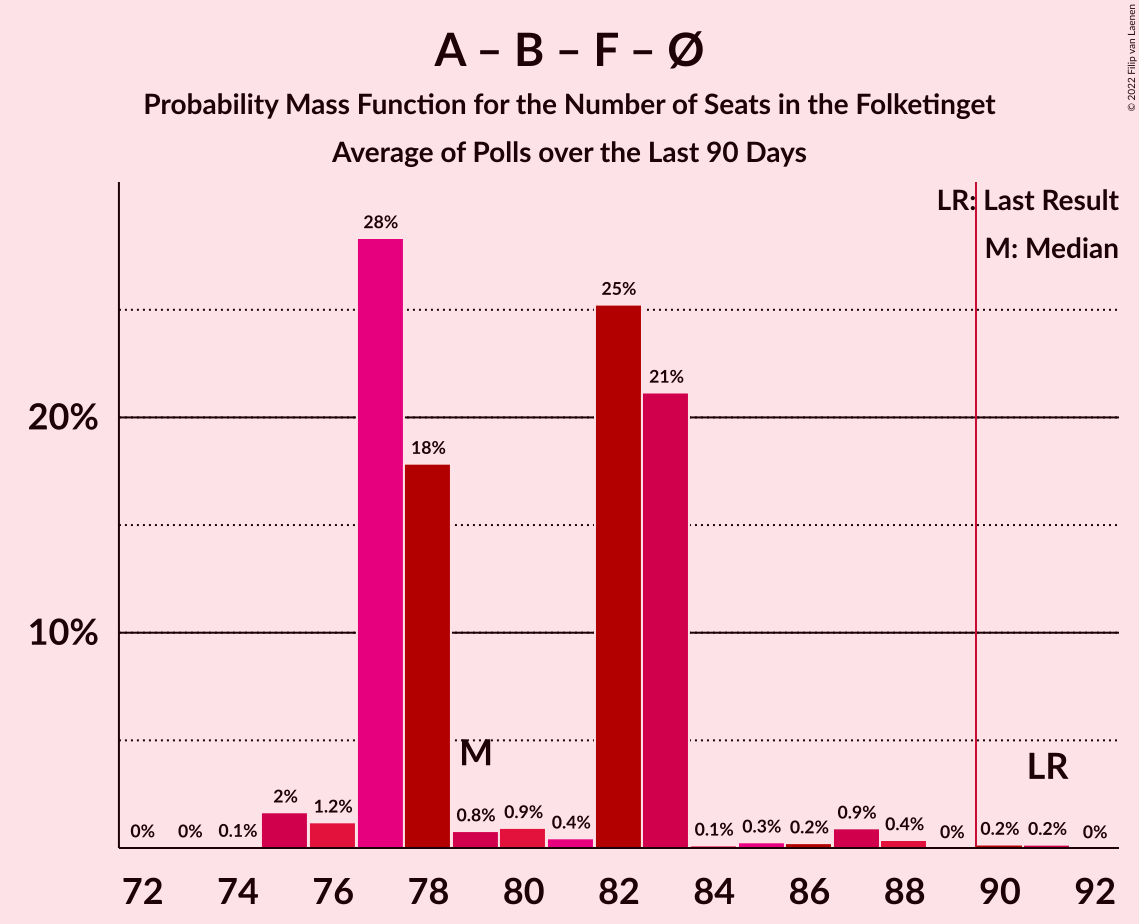 A – B – F – Ø
Probability Mass Function for the Number of Seats in the Folketinget
Average of Polls over the Last 90 Days
© 2022 Filip van Laenen
LR: Last Result
M: Median
28%
25%
21%
20%
18%
10%
M
LR
0% 0% 0.1% 2% 1.2% 0.8% 0.9% 0.4% 0.1% 0.3% 0.2% 0.9% 0.4% 0% 0.2% 0.2% 0%
72 74 76 78 80 82 84 86 88 90 92